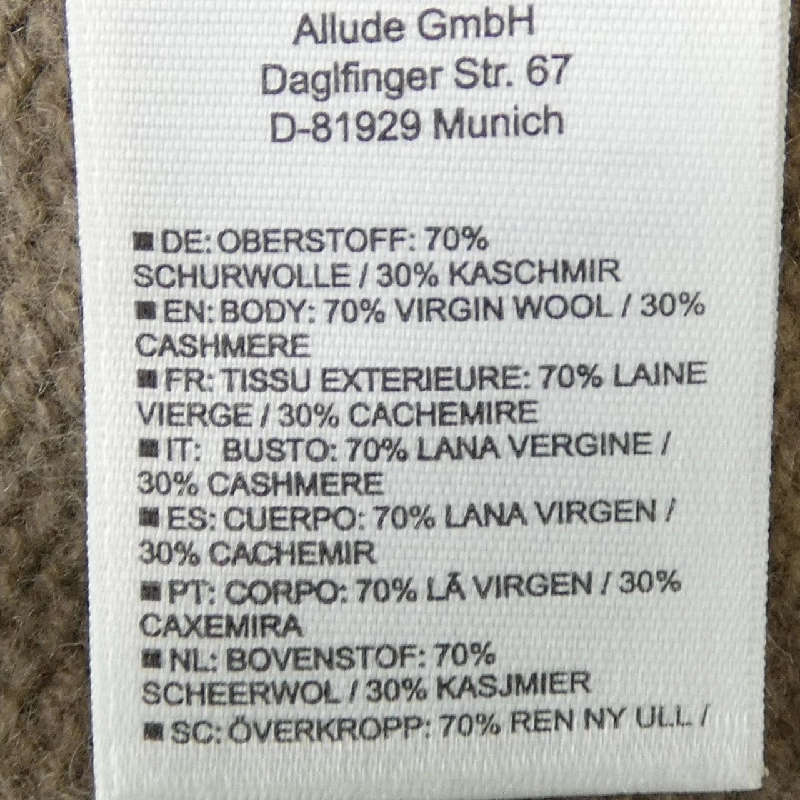 Allude GmbH
Daglfinger Str. 67
D-81929 Munich
■ DE: OBERSTOFF: 70%
SCHURWOLLE / 30% KASCHMIR
■ EN: BODY: 70% VIRGIN WOOL / 30%
CASHMERE
■ FR: TISSU EXTERIEURE: 70% LAINE
VIERGE / 30% CACHEMIRE
■ IT: BUSTO: 70% LANA VERGINE /
30% CASHMERE
■ ES: CUERPO: 70% LANA VIRGEN /
30% CACHEMIR
■ PT: CORPO: 70% LÃ VIRGEN / 30%
CAXEMIRA
■ NL: BOVENSTOF: 70%
SCHEERWOL / 30% KASJMIER
■ SC: ÖVERKROPP: 70% REN NY ULL /